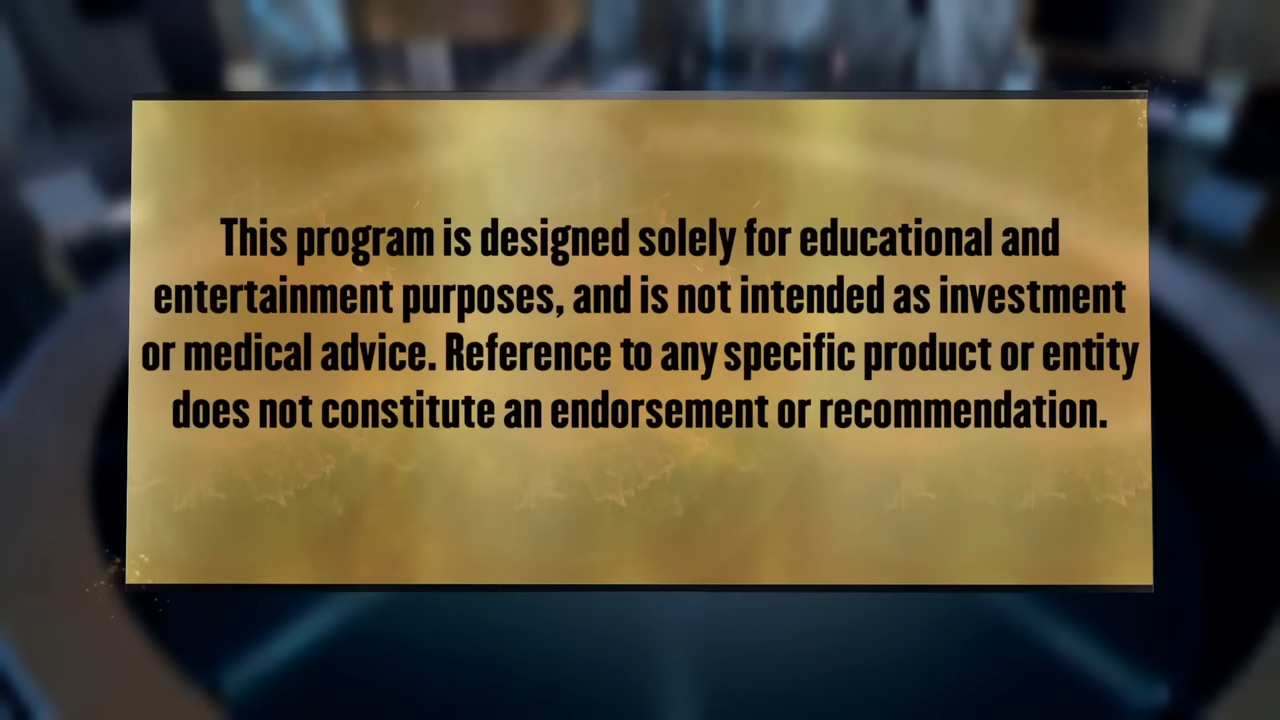 This program is designed solely for educational and
entertainment purposes, and is not intended as investment
or medical advice. Reference to any specific product or entity
does not constitute an endorsement or recommendation.